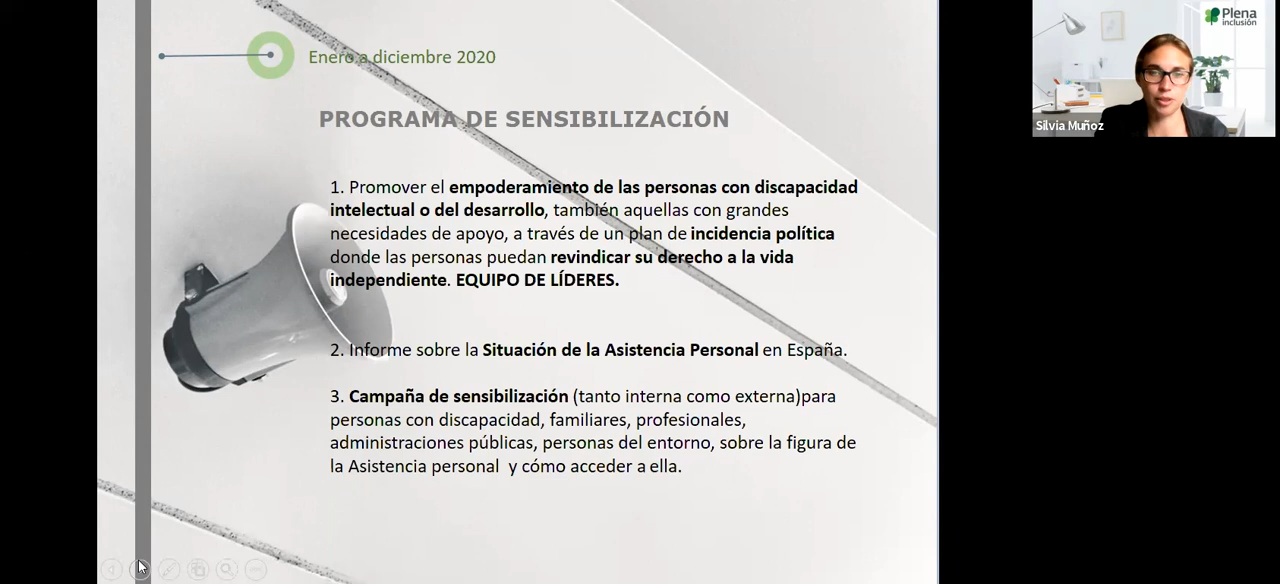 Enero a diciembre 2020
PROGRAMA DE SENSIBILIZACIÓN
1. Promover el empoderamiento de las personas con discapacidad
intelectual o del desarrollo, también aquellas con grandes
necesidades de apoyo, a través de un plan de incidencia política
donde las personas puedan revindicar su derecho a la vida
independiente. EQUIPO DE LÍDERES.
2. Informe sobre la Situación de la Asistencia Personal en España.
3. Campaña de sensibilización (tanto interna como externa)para
personas con discapacidad, familiares, profesionales,
administraciones públicas, personas del entorno, sobre la figura de
la Asistencia personal  y cómo acceder a ella.
Plena
inclusión
Silvia Muñoz